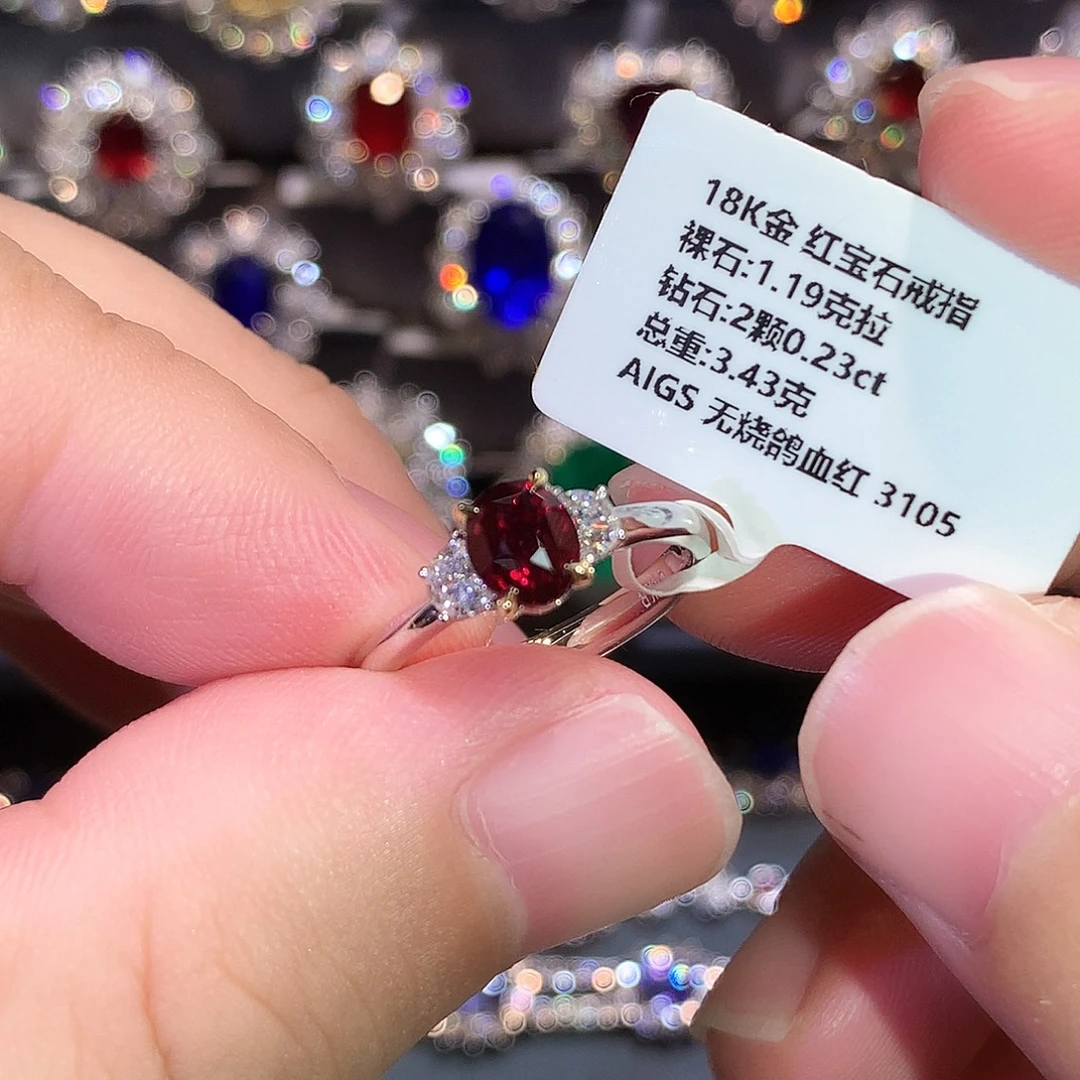 18K金 红宝石戒指
裸石:1.19克拉
钻石:2颗0.23ct
总重:3.43克
AIGS 无烧鸽血红 3105